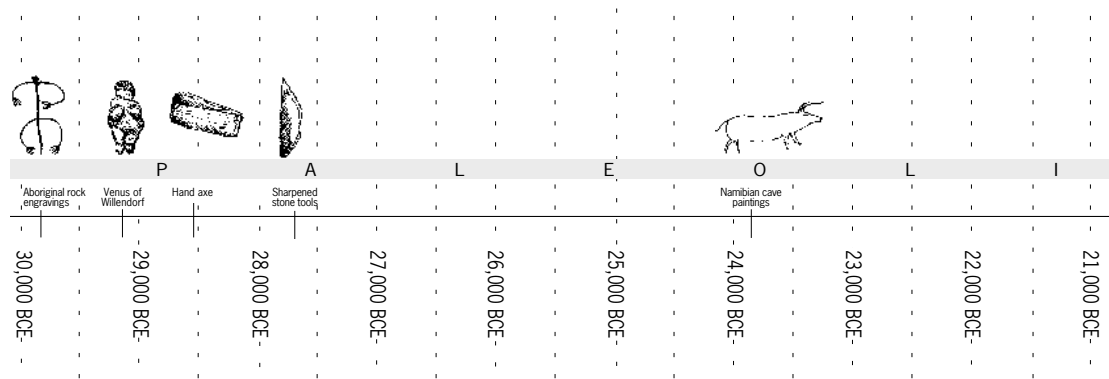 P A L E O L I
Aboriginal rock
engravings
Venus of
Willendorf
Hand axe
Sharpened
stone tools
Namibian cave
paintings
30,000 BCE
29,000 BCE
28,000 BCE
27,000 BCE
26,000 BCE
25,000 BCE
24,000 BCE
23,000 BCE
22,000 BCE
21,000 BCE